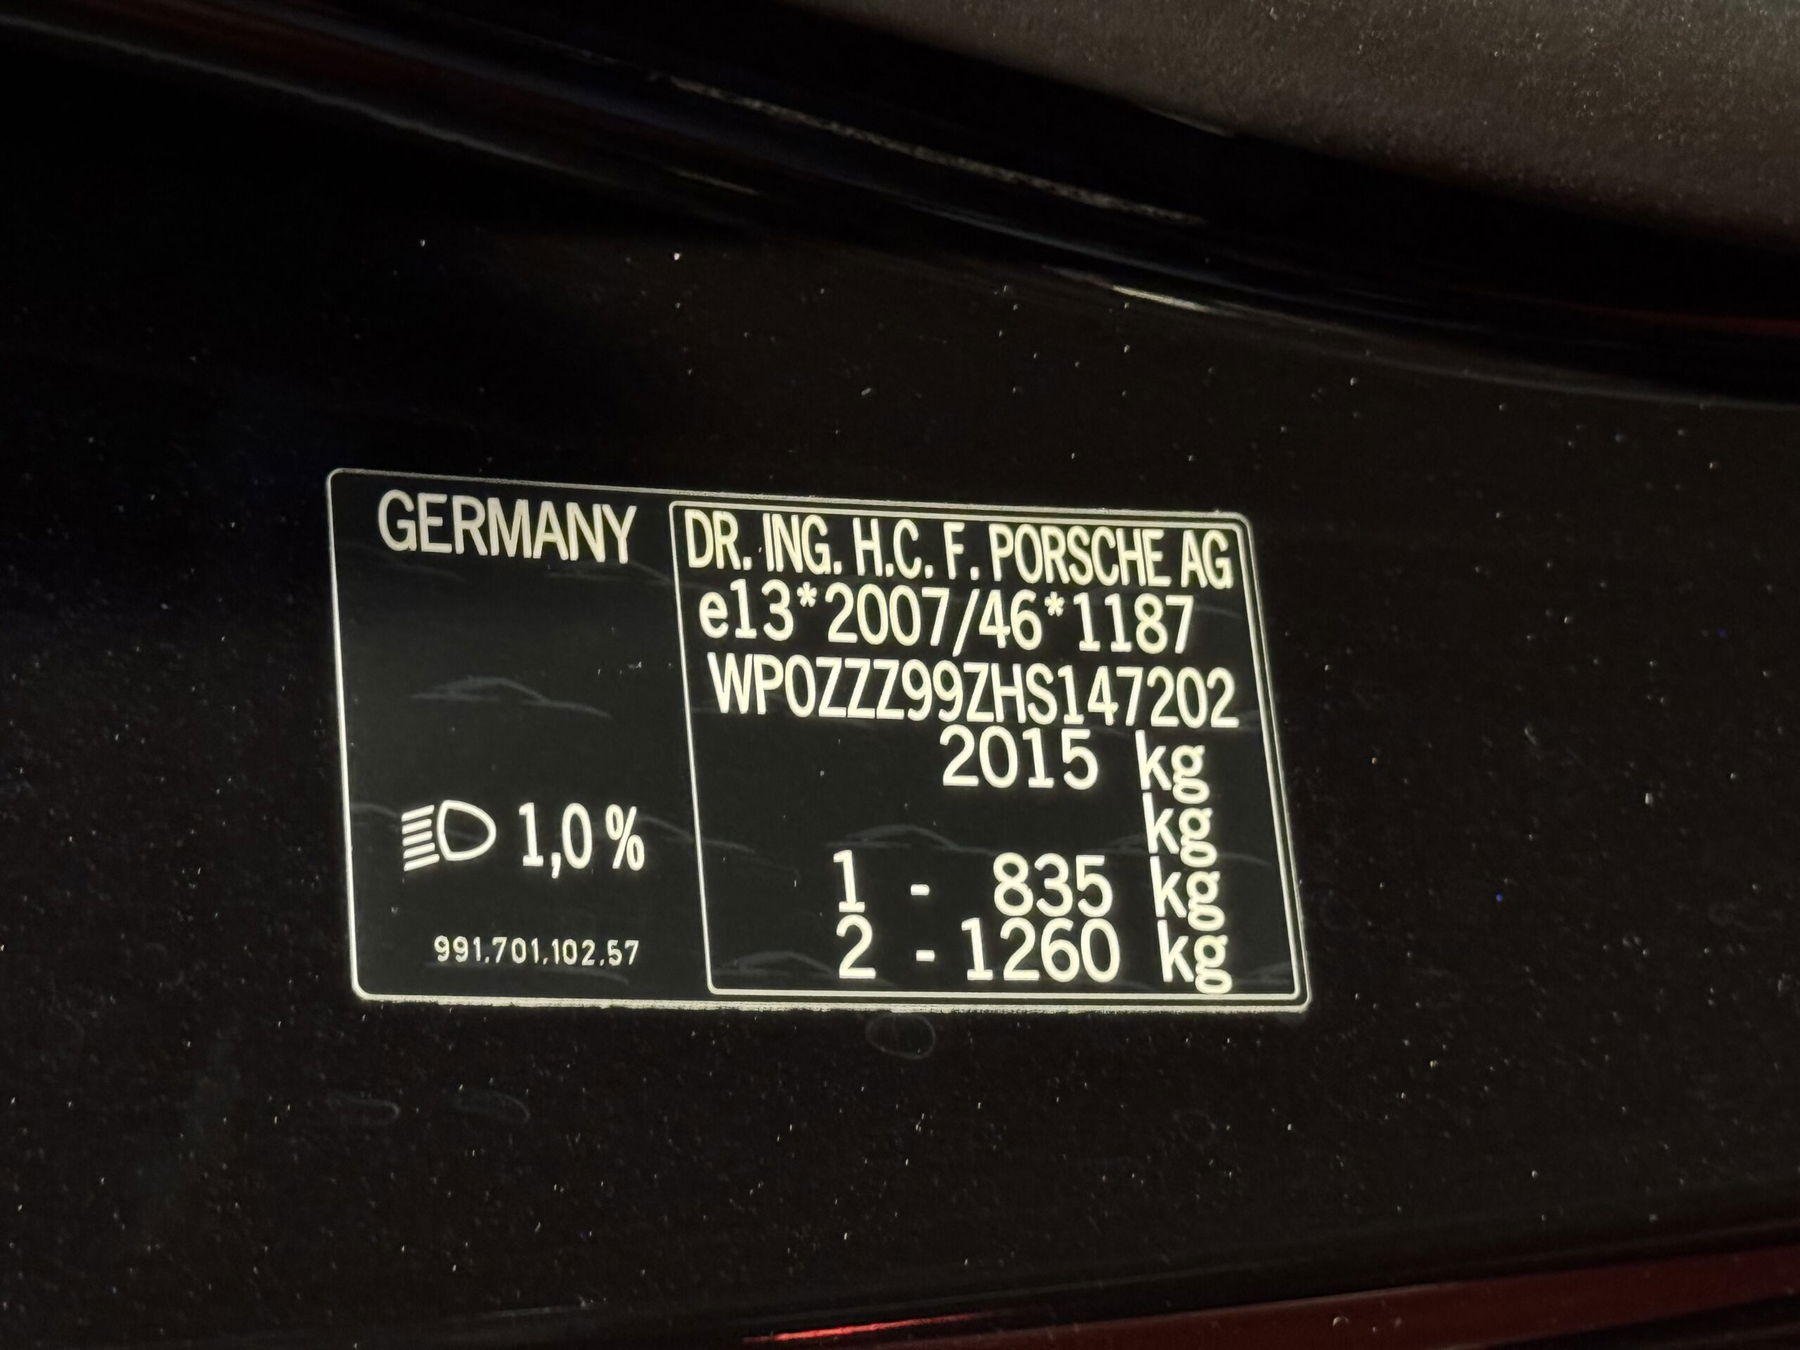 GERMANY
DR. ING. H.C. F. PORSCHE AG
e13*2007/46*1187
WP0ZZZ99ZHS147202
2015 kg
kg
1 - 835 kg
2 - 1260 kg
1,0 %
991.701.102.57